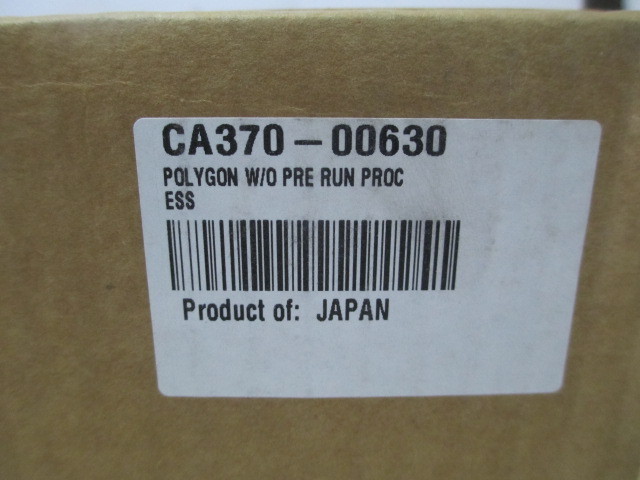 CA370-00630
POLYGON W/O PRE RUN PROC
ESS
Product of: JAPAN